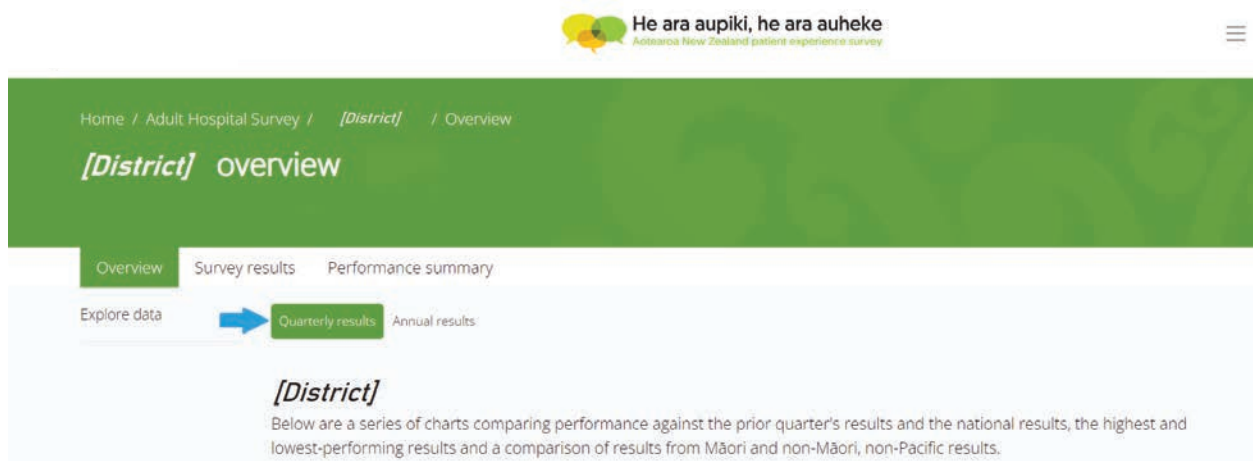 He ara aupiki, he ara auheke
Aotearoa New Zealand patient experience survey
Home / Adult Hospital Survey / [District] / Overview
[District] overview
Overview Survey results Performance summary
Explore data Quarterly results Annual results
[District]
Below are a series of charts comparing performance against the prior quarter's results and the national results, the highest and
lowest-performing results and a comparison of results from Māori and non-Māori, non-Pacific results.